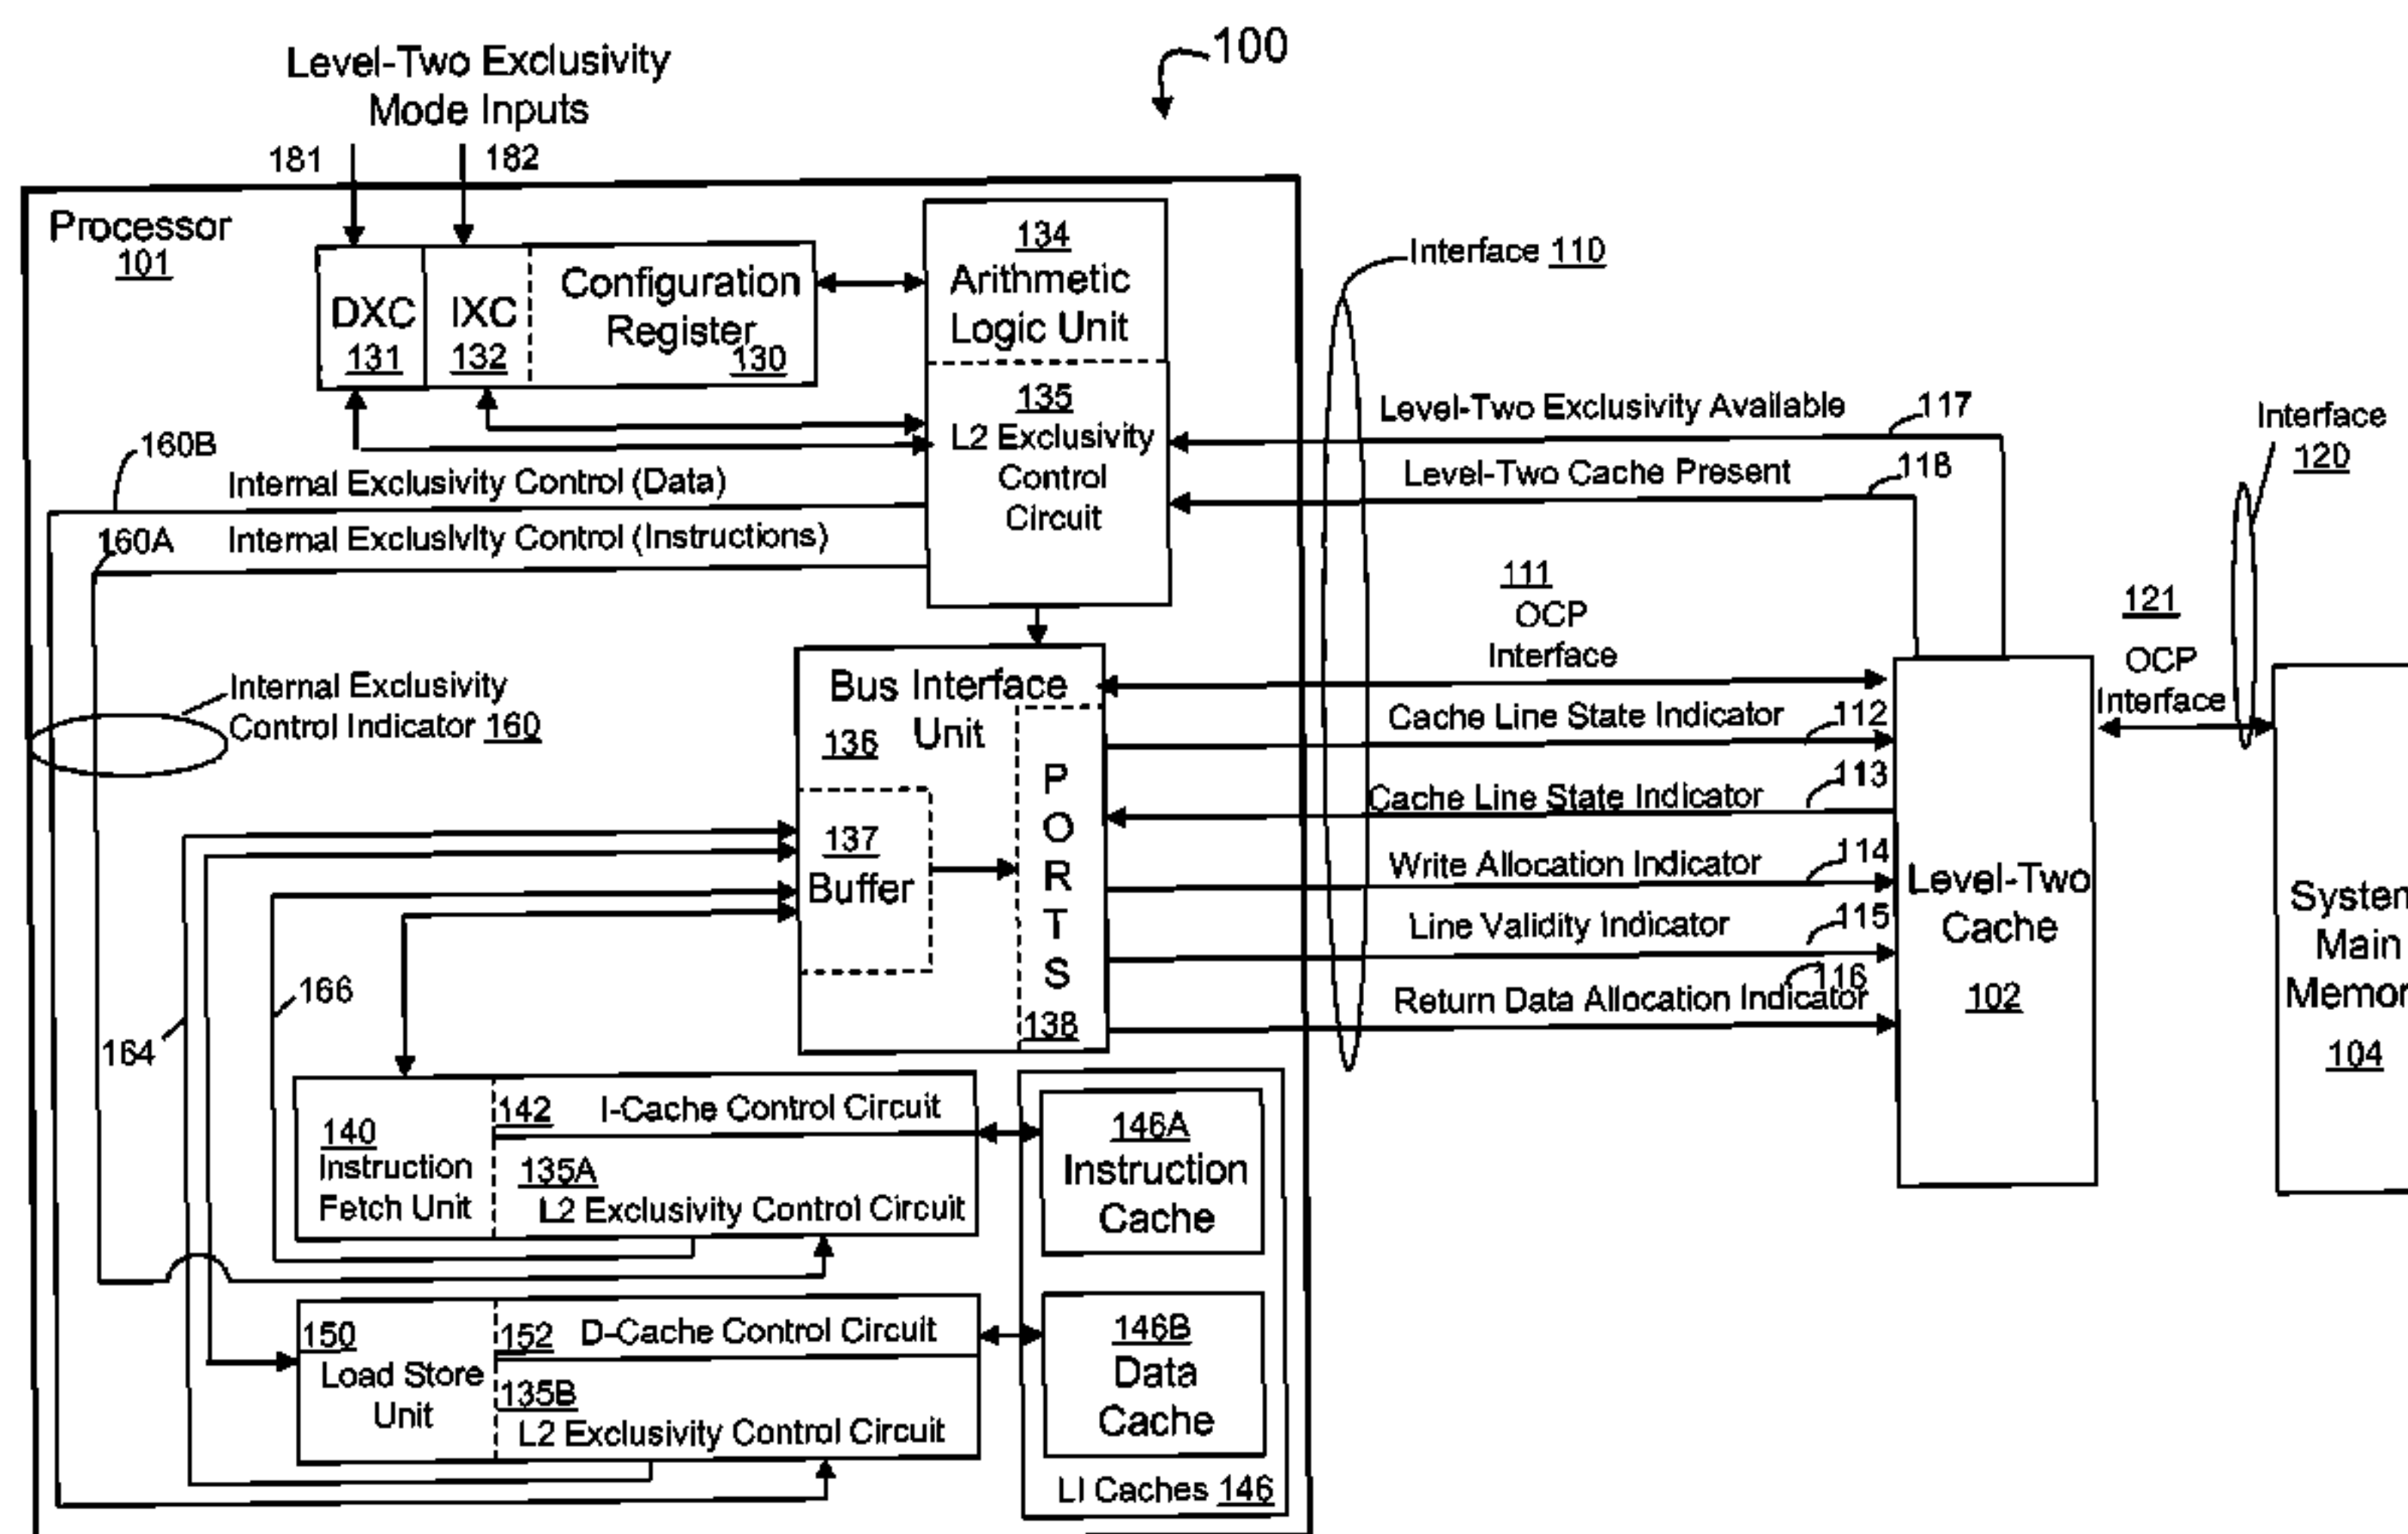 100
Level-Two Exclusivity
Mode Inputs
181
182
Processor
101
DXC
131
IXC
132
Configuration
Register
130
134
Arithmetic
Logic Unit
135
L2 Exclusivity
Control
Circuit
Interface 110
Level-Two Exclusivity Available
117
Level-Two Cache Present
118
Interface
120
160B
Internal Exclusivity Control (Data)
160A
Internal Exclusivity Control (Instructions)
111
OCP
Interface
121
OCP
Interface
Internal Exclusivity
Control Indicator 160
Bus Interface
Unit
136
137
Buffer
PORTS
138
Cache Line State Indicator
112
Cache Line State Indicator
113
Write Allocation Indicator
114
Line Validity Indicator
115
116
Return Data Allocation Indicator
Level-Two
Cache
102
System
Main
Memor
104
166
164
140
Instruction
Fetch Unit
142
I-Cache Control Circuit
135A
L2 Exclusivity Control Circuit
146A
Instruction
Cache
150
Load Store
Unit
152
D-Cache Control Circuit
135B
L2 Exclusivity Control Circuit
146B
Data
Cache
LI Caches 146